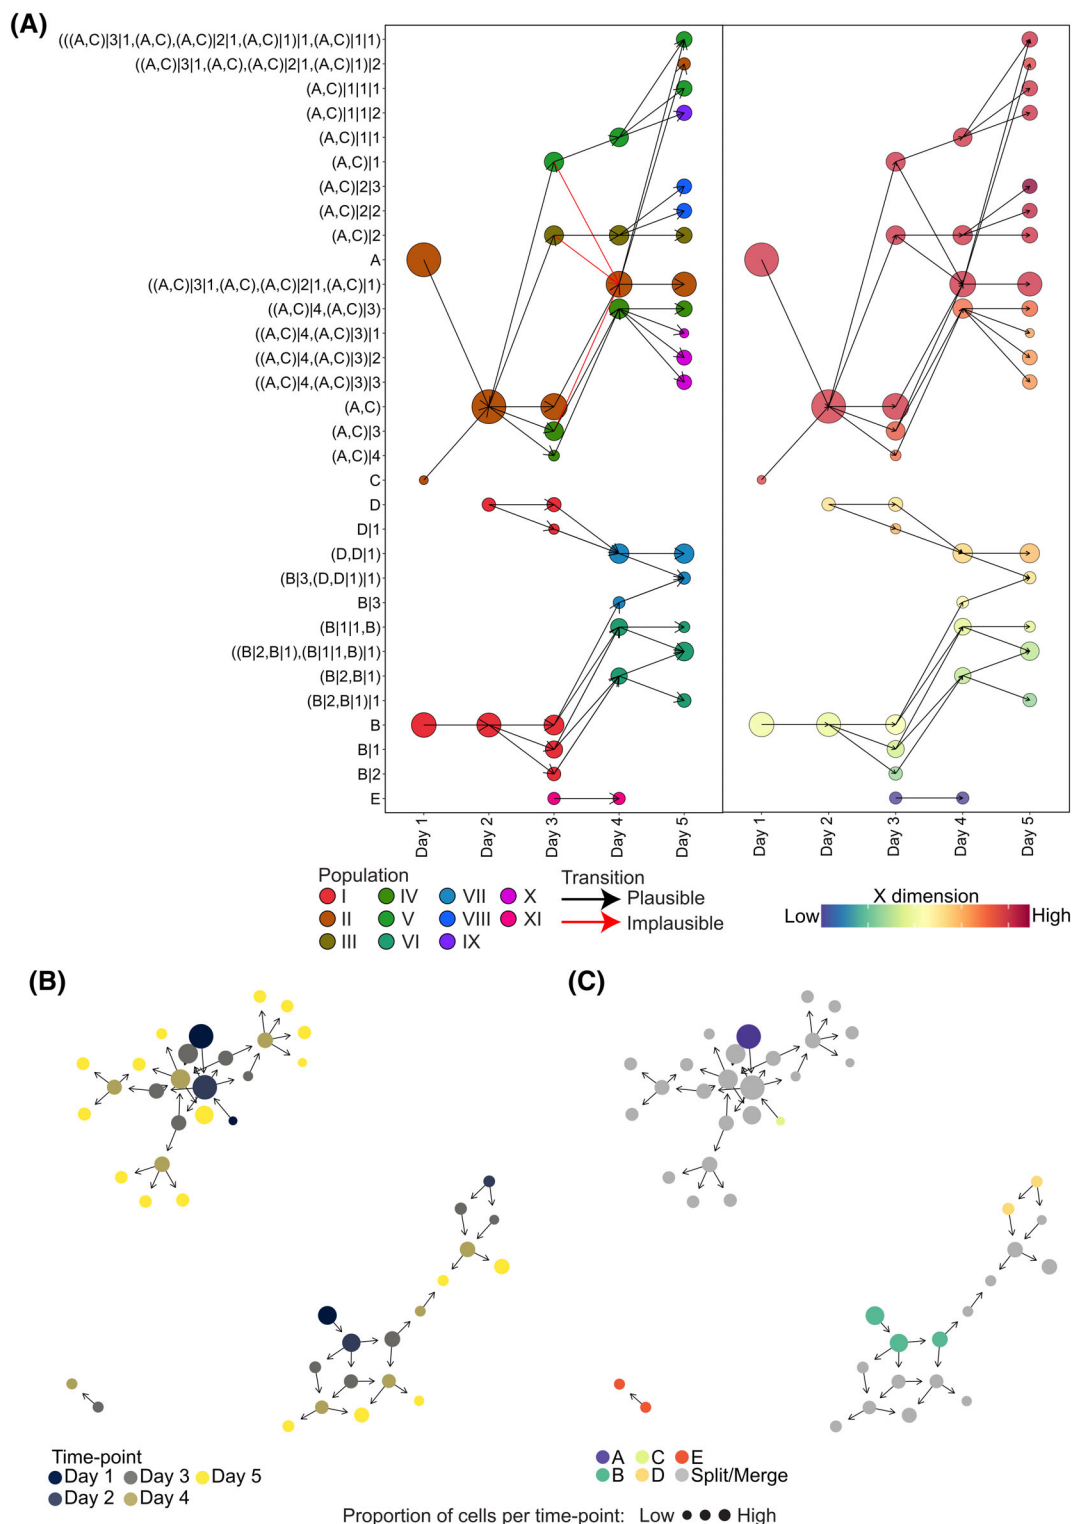 (A)
(((A,C)|3|1,(A,C),(A,C)|2|1,(A,C)|1)|1,(A,C)|1|1)
((A,C)|3|1,(A,C),(A,C)|2|1,(A,C)|1)|2
(A,C)|1|1|1
(A,C)|1|1|2
(A,C)|1|1
(A,C)|1
(A,C)|2|3
(A,C)|2|2
(A,C)|2
A
((A,C)|3|1,(A,C),(A,C)|2|1,(A,C)|1)
((A,C)|4,(A,C)|3)
((A,C)|4,(A,C)|3)|1
((A,C)|4,(A,C)|3)|2
((A,C)|4,(A,C)|3)|3
(A,C)
(A,C)|3
(A,C)|4
C
D
D|1
(D,D|1)
(B|3,(D,D|1)|1)
B|3
(B|1|1,B)
((B|2,B|1),(B|1|1,B)|1)
(B|2,B|1)
(B|2,B|1)|1
B
B|1
B|2
E
Day 1 Day 2 Day 3 Day 4 Day 5 Day 1 Day 2 Day 3 Day 4 Day 5
Population
I IV VII X
II V VIII XI
III VI IX
Transition
Plausible
Implausible
X dimension
Low High
(B)
(C)
Time-point
Day 1 Day 3 Day 5
Day 2 Day 4
A C E
B D Split/Merge
Proportion of cells per time-point: Low High